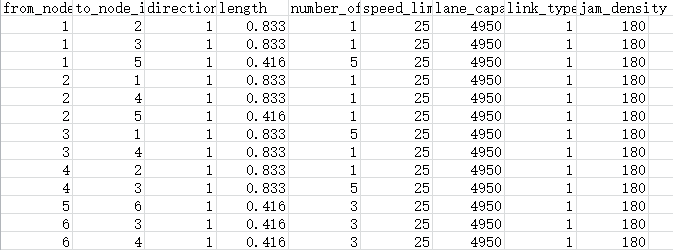 from_node to_node_i direction length number_of speed_lim lane_capa link_type jam_density
1 2 1 0.833 1 25 4950 1 180
1 3 1 0.833 1 25 4950 1 180
1 5 1 0.416 5 25 4950 1 180
2 1 1 0.833 1 25 4950 1 180
2 4 1 0.833 1 25 4950 1 180
2 5 1 0.416 1 25 4950 1 180
3 1 1 0.833 5 25 4950 1 180
3 4 1 0.833 1 25 4950 1 180
4 2 1 0.833 1 25 4950 1 180
4 3 1 0.833 5 25 4950 1 180
5 6 1 0.416 3 25 4950 1 180
6 3 1 0.416 3 25 4950 1 180
6 4 1 0.416 3 25 4950 1 180